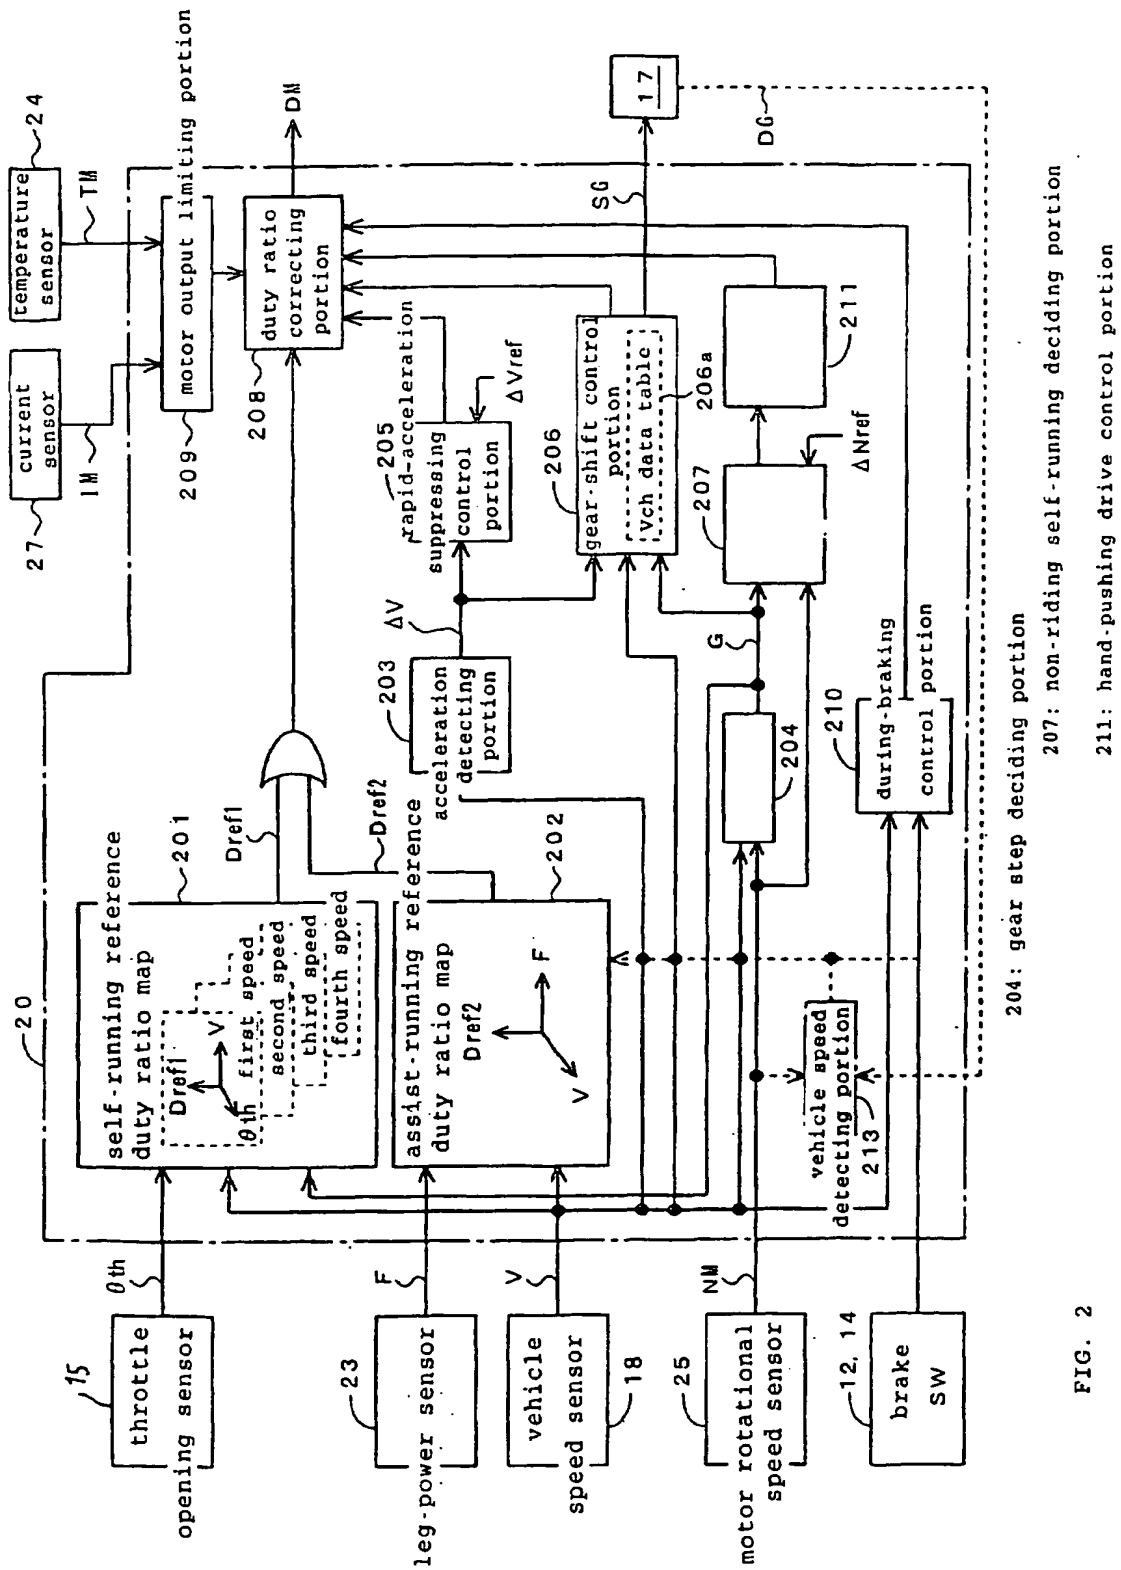 20
self-running reference
duty ratio map
201
Dref1
V
θth
first speed
second speed
third speed
fourth speed
assist-running reference
duty ratio map
202
Dref2
F
V
Dref1
Dref2
acceleration
detecting
portion
203
ΔV
rapid-acceleration
suppressing
control
portion
205
ΔVref
current
sensor
27
IM
temperature
sensor
24
TM
motor output limiting portion
209
duty ratio
correcting
portion
208
DM
gear-shift control
portion
Vch data table
206
206a
SG
17
DG
204
G
207
ΔNref
211
during-braking
control portion
210
vehicle speed
detecting portion
213
throttle
opening sensor
15
θth
leg-power sensor
23
F
vehicle
speed sensor
18
V
motor rotational
speed sensor
25
NM
brake
SW
12, 14
204: gear step deciding portion
207: non-riding self-running deciding portion
211: hand-pushing drive control portion
FIG. 2